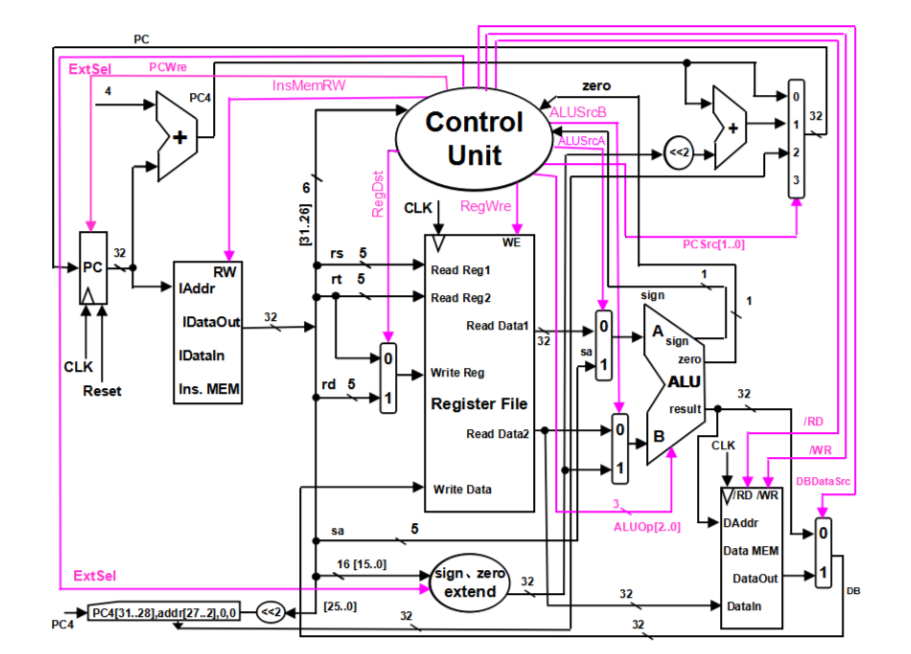 PC
ExtSel
PCWre
InsMemRW
4
PC4
+
Control
Unit
zero
ALUSrcB
ALUSrcA
<<2
+
0
1
2
3
32
PCSrc[1..0]
6
[31..26]
RegDst
CLK
RegWre
WE
PC
32
CLK
Reset
RW
IAddr
IDataOut
IDataIn
Ins. MEM
32
rs 5
rt 5
rd 5
0
1
Read Reg1
Read Reg2
Read Data1
Write Reg
Register File
Read Data2
Write Data
32
sa
0
1
0
1
sign
1
1
A
sign
zero
ALU
result
B
32
3
ALUOp[2..0]
/RD
/WR
CLK
DBDataSrc
/RD /WR
DAddr
Data MEM
DataOut
DataIn
0
1
DB
sa 5
16 [15..0]
ExtSel
sign、zero
extend
32
32
32
[25..0]
<<2
PC4
PC4[31..28],addr[27..2],0,0
32